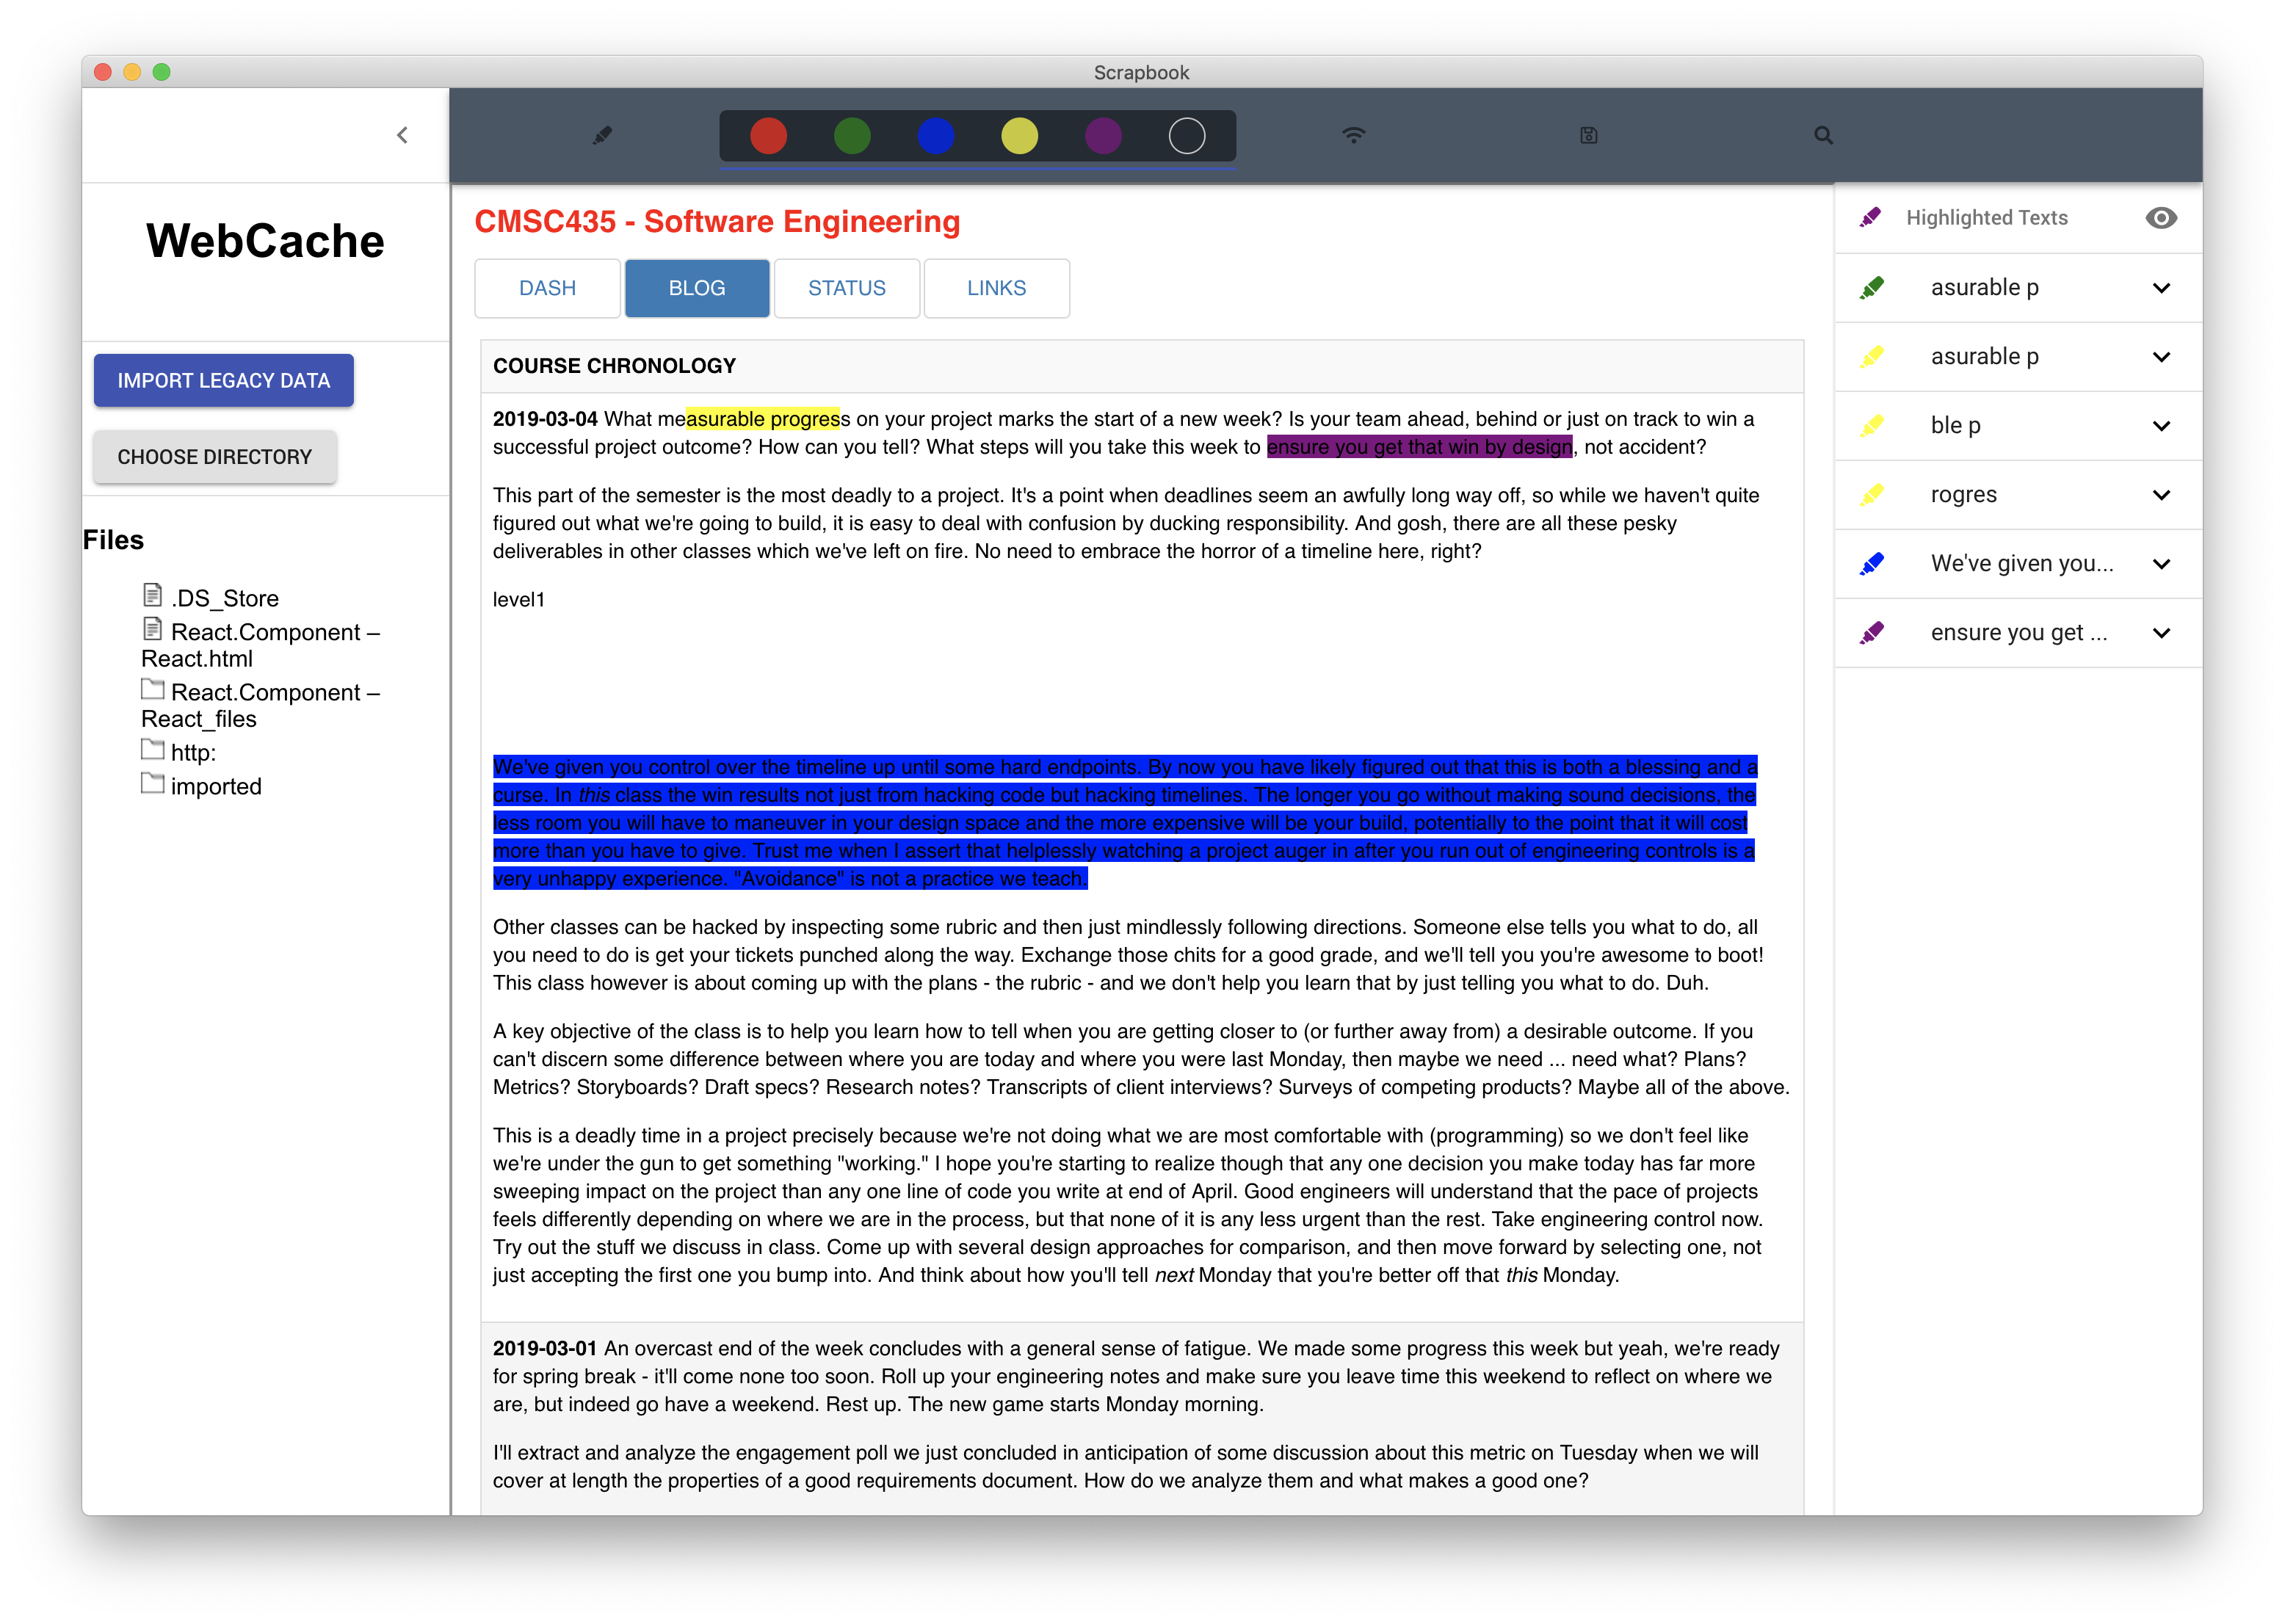 Scrapbook
WebCache
IMPORT LEGACY DATA
CHOOSE DIRECTORY
Files
.DS_Store
React.Component –
React.html
React.Component –
React_files
http:
imported
CMSC435 - Software Engineering
DASH
BLOG
STATUS
LINKS
COURSE CHRONOLOGY
2019-03-04 What measurable progress on your project marks the start of a new week? Is your team ahead, behind or just on track to win a
successful project outcome? How can you tell? What steps will you take this week to ensure you get that win by design, not accident?
This part of the semester is the most deadly to a project. It's a point when deadlines seem an awfully long way off, so while we haven't quite
figured out what we're going to build, it is easy to deal with confusion by ducking responsibility. And gosh, there are all these pesky
deliverables in other classes which we've left on fire. No need to embrace the horror of a timeline here, right?
level1
We've given you control over the timeline up until some hard endpoints. By now you have likely figured out that this is both a blessing and a
curse. In this class the win results not just from hacking code but hacking timelines. The longer you go without making sound decisions, the
less room you will have to maneuver in your design space and the more expensive will be your build, potentially to the point that it will cost
more than you have to give. Trust me when I assert that helplessly watching a project auger in after you run out of engineering controls is a
very unhappy experience. "Avoidance" is not a practice we teach.
Other classes can be hacked by inspecting some rubric and then just mindlessly following directions. Someone else tells you what to do, all
you need to do is get your tickets punched along the way. Exchange those chits for a good grade, and we'll tell you you're awesome to boot!
This class however is about coming up with the plans - the rubric - and we don't help you learn that by just telling you what to do. Duh.
A key objective of the class is to help you learn how to tell when you are getting closer to (or further away from) a desirable outcome. If you
can't discern some difference between where you are today and where you were last Monday, then maybe we need ... need what? Plans?
Metrics? Storyboards? Draft specs? Research notes? Transcripts of client interviews? Surveys of competing products? Maybe all of the above.
This is a deadly time in a project precisely because we're not doing what we are most comfortable with (programming) so we don't feel like
we're under the gun to get something "working." I hope you're starting to realize though that any one decision you make today has far more
sweeping impact on the project than any one line of code you write at end of April. Good engineers will understand that the pace of projects
feels differently depending on where we are in the process, but that none of it is any less urgent than the rest. Take engineering control now.
Try out the stuff we discuss in class. Come up with several design approaches for comparison, and then move forward by selecting one, not
just accepting the first one you bump into. And think about how you'll tell next Monday that you're better off that this Monday.
2019-03-01 An overcast end of the week concludes with a general sense of fatigue. We made some progress this week but yeah, we're ready
for spring break - it'll come none too soon. Roll up your engineering notes and make sure you leave time this weekend to reflect on where we
are, but indeed go have a weekend. Rest up. The new game starts Monday morning.
I'll extract and analyze the engagement poll we just concluded in anticipation of some discussion about this metric on Tuesday when we will
cover at length the properties of a good requirements document. How do we analyze them and what makes a good one?
Highlighted Texts
asurable p
asurable p
ble p
rogres
We've given you...
ensure you get ...